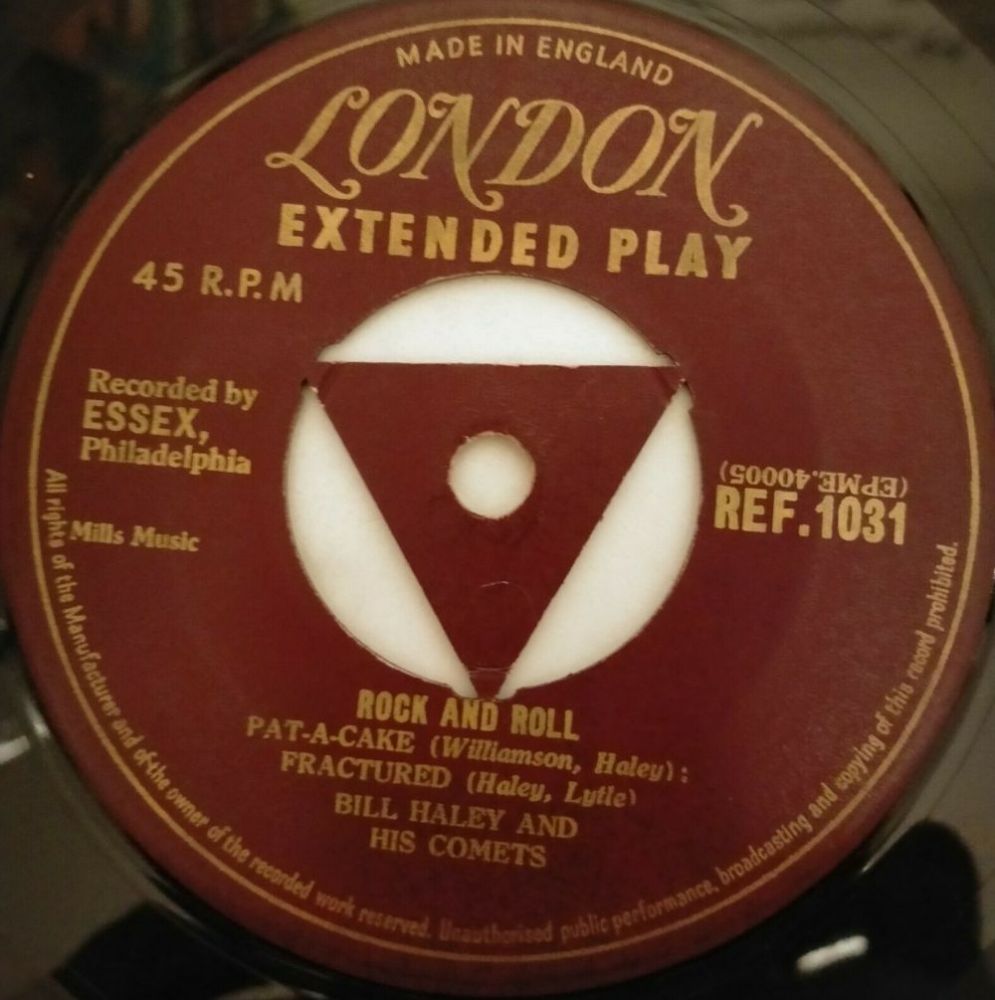 MADE IN ENGLAND
LONDON
EXTENDED PLAY
45 R.P.M
Recorded by
ESSEX,
Philadelphia
Mills Music
(EPME.40005)
REF.1031
ROCK AND ROLL
PAT-A-CAKE (Williamson, Haley):
FRACTURED (Haley, Lytle)
BILL HALEY AND
HIS COMETS
All rights of the Manufacturer and of the owner of the recorded work reserved. Unauthorised public performance, broadcasting and copying of this record prohibited.